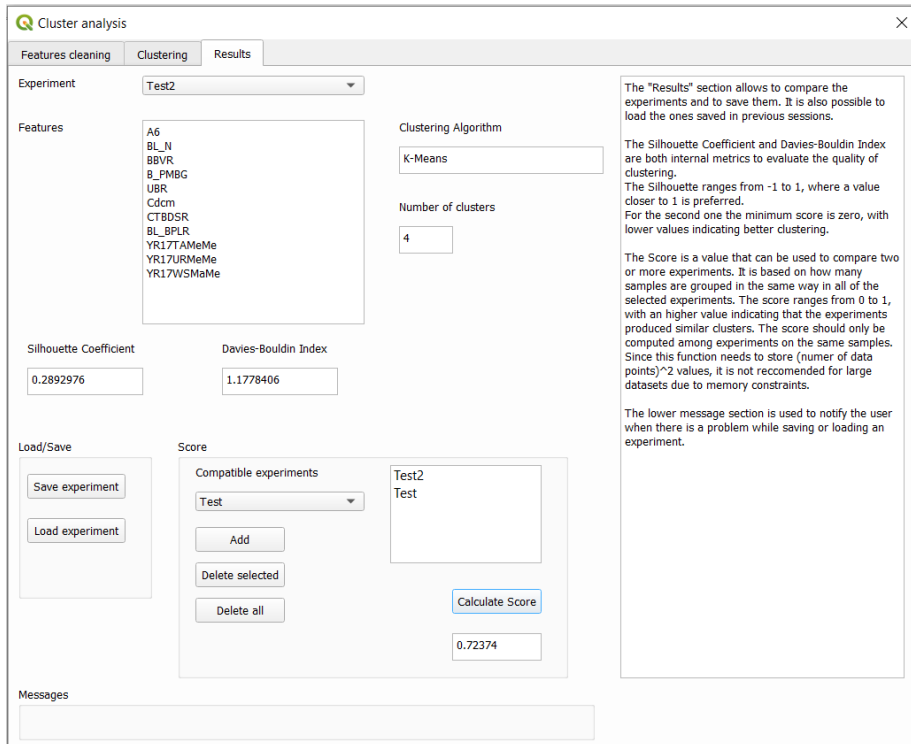 Cluster analysis
Features cleaning
Clustering
Results
Experiment
Test2
Features
A6
BL_N
BBVR
B_PMBG
UBR
Cdcm
CTBDSR
BL_BPLR
YR17TAMeMe
YR17URMeMe
YR17WSMaMe
Clustering Algorithm
K-Means
Number of clusters
4
Silhouette Coefficient
0.2892976
Davies-Bouldin Index
1.1778406
Load/Save
Save experiment
Load experiment
Score
Compatible experiments
Test
Add
Delete selected
Delete all
Test2
Test
Calculate Score
0.72374
Messages
The "Results" section allows to compare the
experiments and to save them. It is also possible to
load the ones saved in previous sessions.
The Silhouette Coefficient and Davies-Bouldin Index
are both internal metrics to evaluate the quality of
clustering.
The Silhouette ranges from -1 to 1, where a value
closer to 1 is preferred.
For the second one the minimum score is zero, with
lower values indicating better clustering.
The Score is a value that can be used to compare two
or more experiments. It is based on how many
samples are grouped in the same way in all of the
selected experiments. The score ranges from 0 to 1,
with an higher value indicating that the experiments
produced similar clusters. The score should only be
computed among experiments on the same samples.
Since this function needs to store (numer of data
points)^2 values, it is not reccomended for large
datasets due to memory constraints.
The lower message section is used to notify the user
when there is a problem while saving or loading an
experiment.